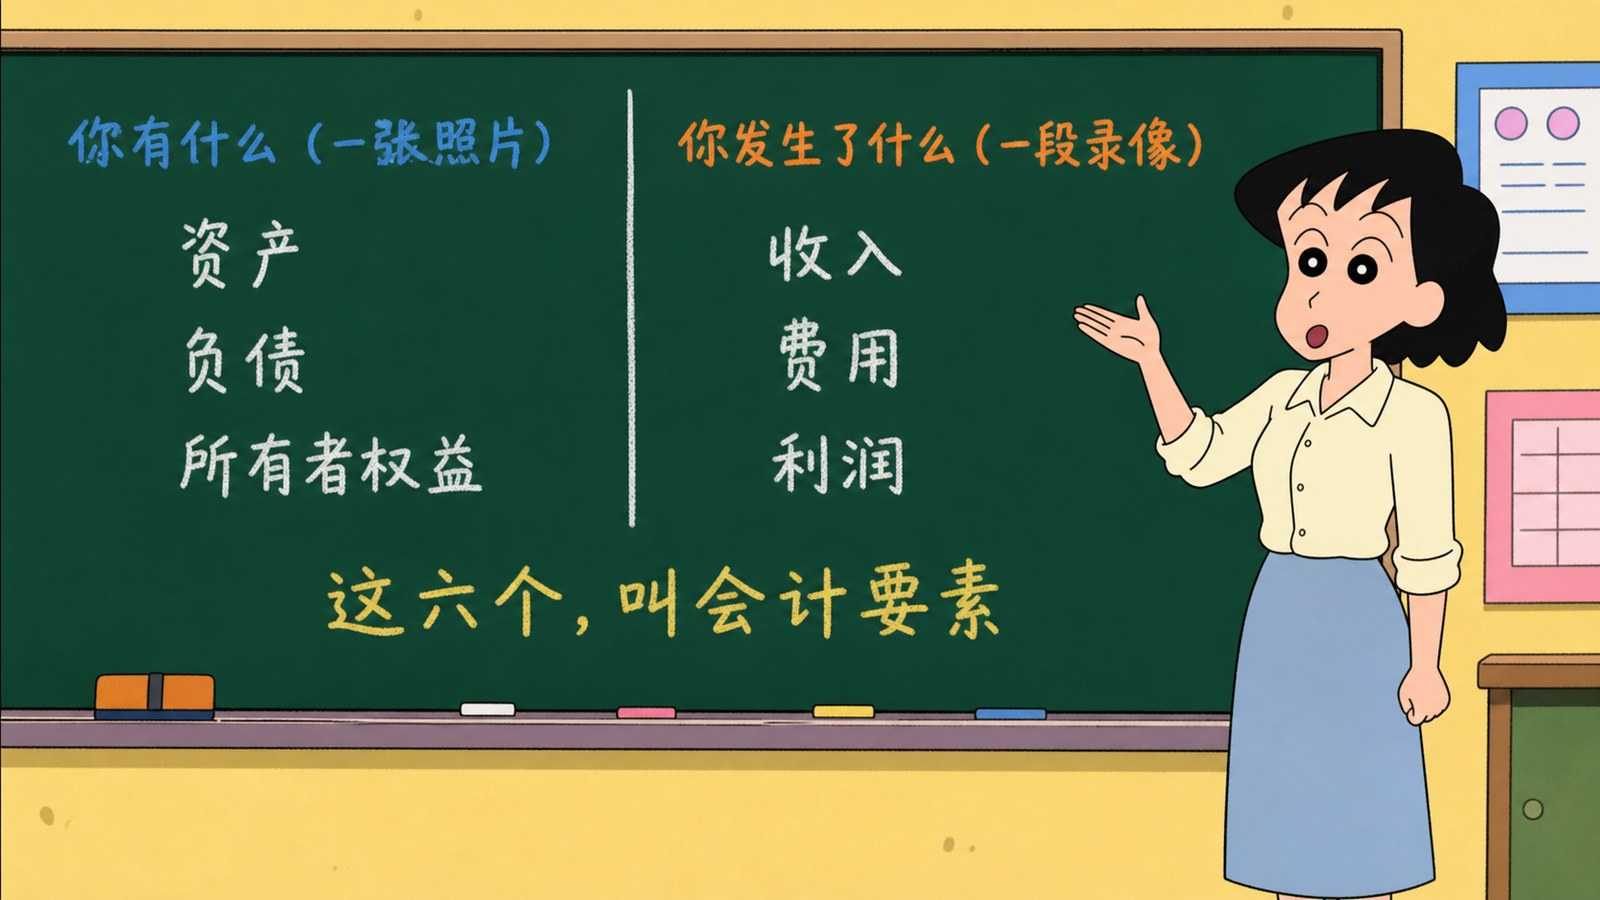 你有什么（一张照片）
资产
负债
所有者权益
你发生了什么（一段录像）
收入
费用
利润
这六个，叫会计要素